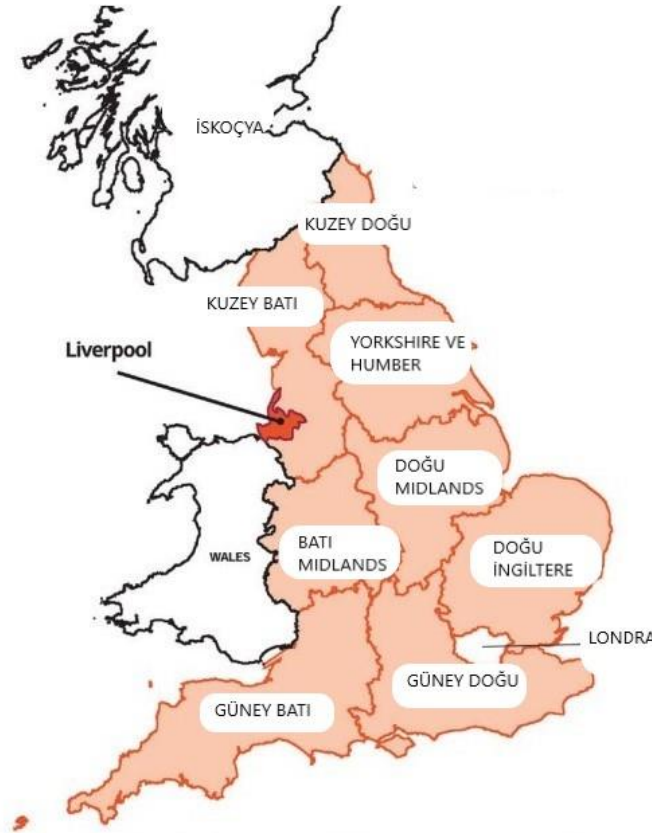 İSKOÇYA
KUZEY DOĞU
KUZEY BATI
Liverpool
YORKSHIRE VE
HUMBER
DOĞU
MIDLANDS
WALES
BATI
MIDLANDS
DOĞU
İNGİLTERE
LONDRA
GÜNEY DOĞU
GÜNEY BATI